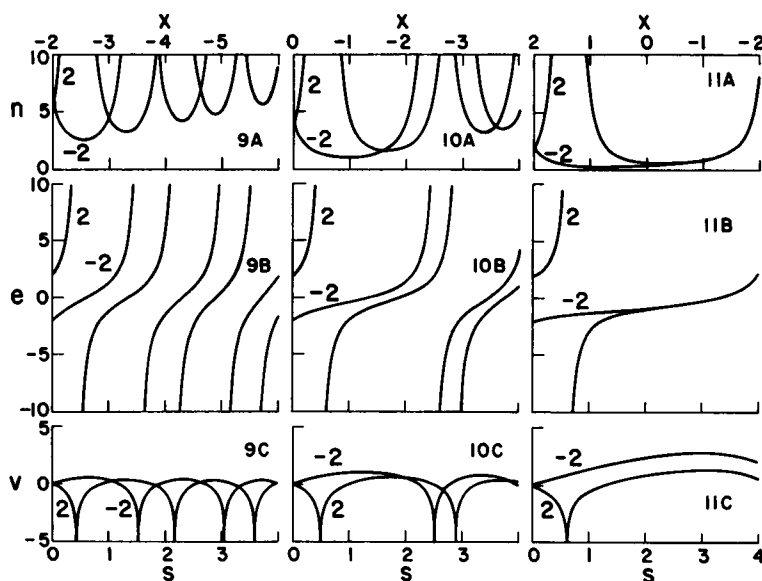 X X X
-2 -3 -4 -5 0 -1 -2 -3 2 1 0 -1 -2
10 2 2 2 11A
n 5
-2 9A -2 10A -2
0
10 2 2 2 11B
5 -2 9B 10B
e 0 -2 -2
-5
-10
5 9C -2 10C -2
v 0
2 -2 2 2 11C
-5
0 1 2 3 0 1 2 3 0 1 2 3 4
S S S